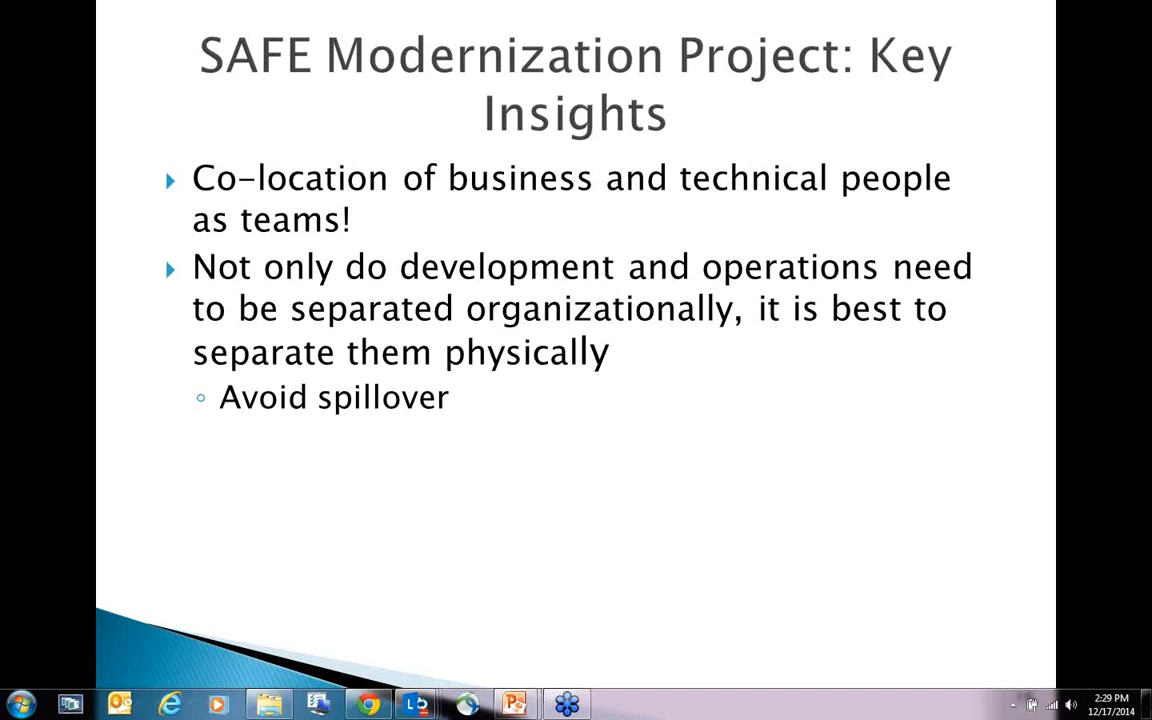 SAFE Modernization Project: Key
Insights
Co-location of business and technical people
as teams!
Not only do development and operations need
to be separated organizationally, it is best to
separate them physically
Avoid spillover
2:29 PM
12/17/2014